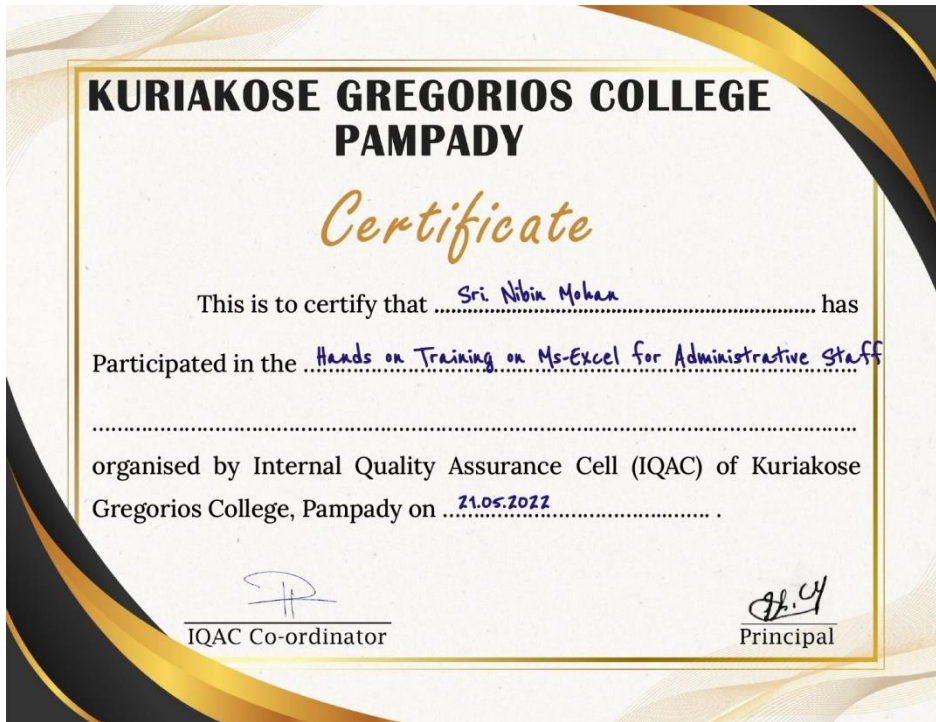 KURIAKOSE GREGORIOS COLLEGE
PAMPADY
Certificate
This is to certify that Sri. Nibin Mohan has
Participated in the Hands on Training on Ms-Excel for Administrative Staff
organised by Internal Quality Assurance Cell (IQAC) of Kuriakose
Gregorios College, Pampady on 21.05.2022 .
IQAC Co-ordinator
Principal